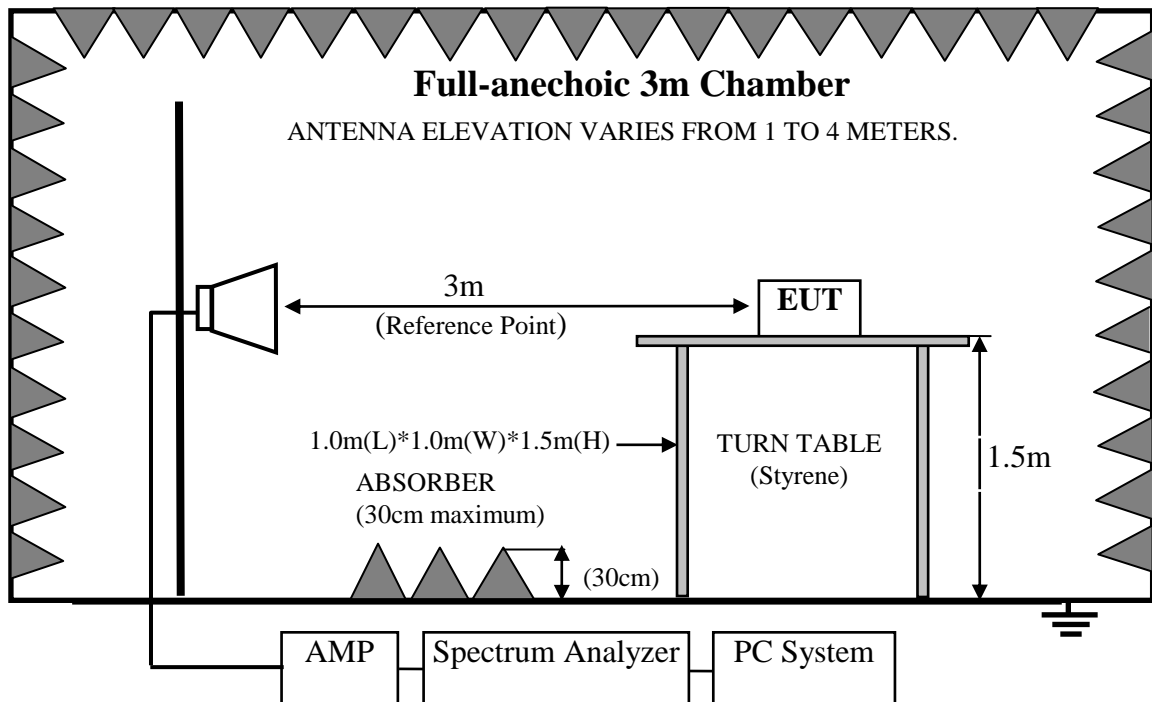 Full-anechoic 3m Chamber
ANTENNA ELEVATION VARIES FROM 1 TO 4 METERS.
3m
(Reference Point)
EUT
1.0m(L)*1.0m(W)*1.5m(H)
TURN TABLE
(Styrene)
1.5m
ABSORBER
(30cm maximum)
(30cm)
AMP
Spectrum Analyzer
PC System